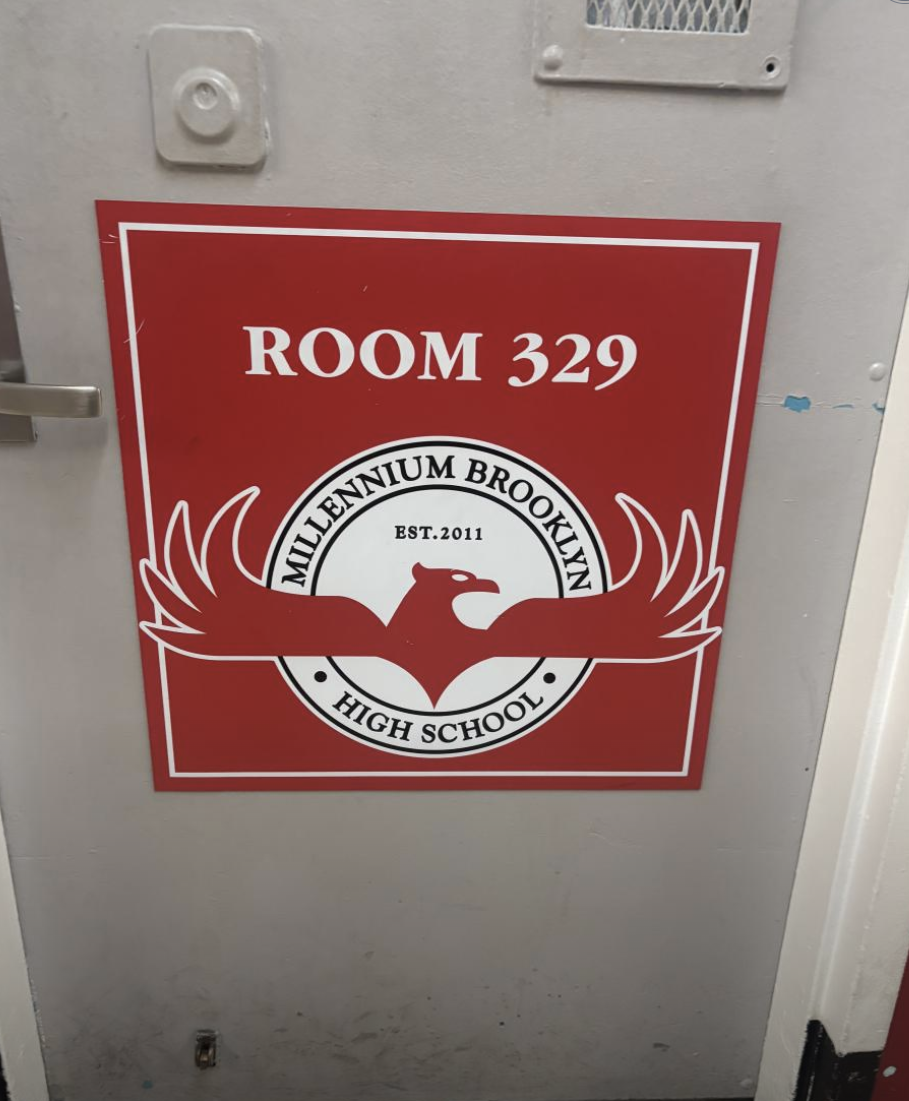 ROOM 329
MILLENNIUM BROOKLYN
EST.2011
HIGH SCHOOL